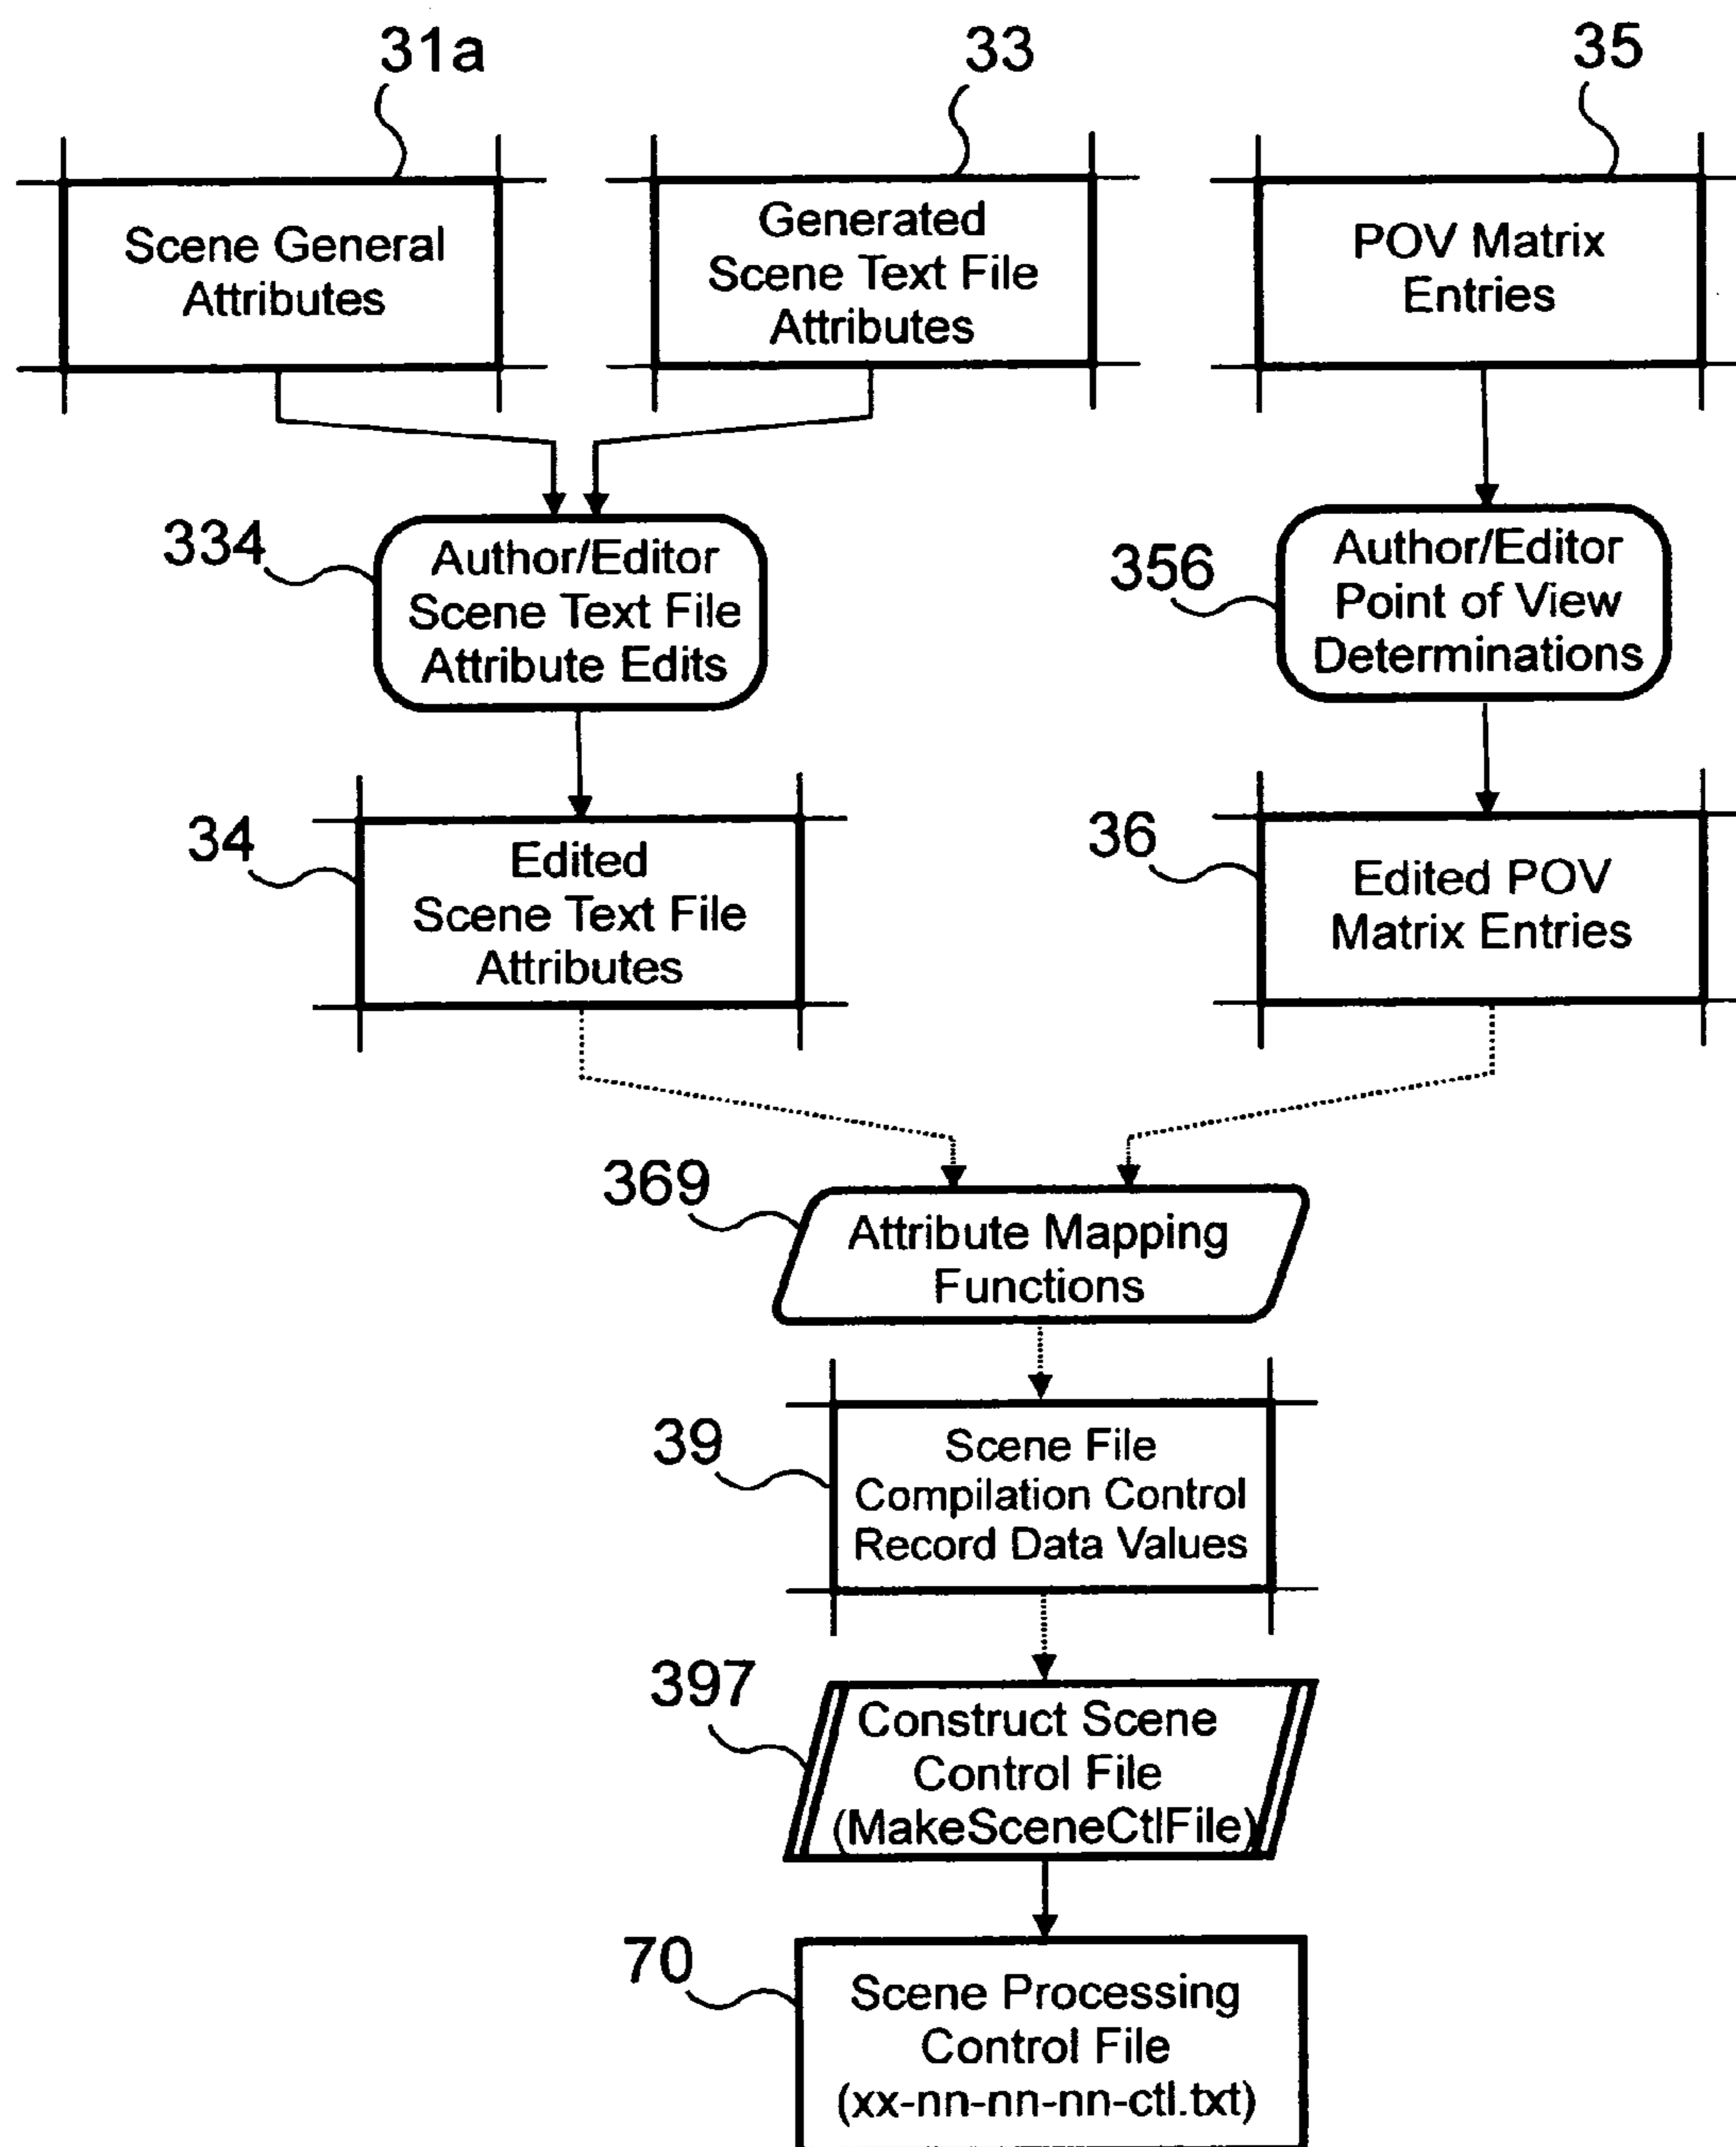 31a
33
35
Scene General
Attributes
Generated
Scene Text File
Attributes
POV Matrix
Entries
334
Author/Editor
Scene Text File
Attribute Edits
356
Author/Editor
Point of View
Determinations
34
Edited
Scene Text File
Attributes
36
Edited POV
Matrix Entries
369
Attribute Mapping
Functions
39
Scene File
Compilation Control
Record Data Values
397
Construct Scene
Control File
(MakeSceneCtlFile)
70
Scene Processing
Control File
(xx-nn-nn-nn-ctl.txt)